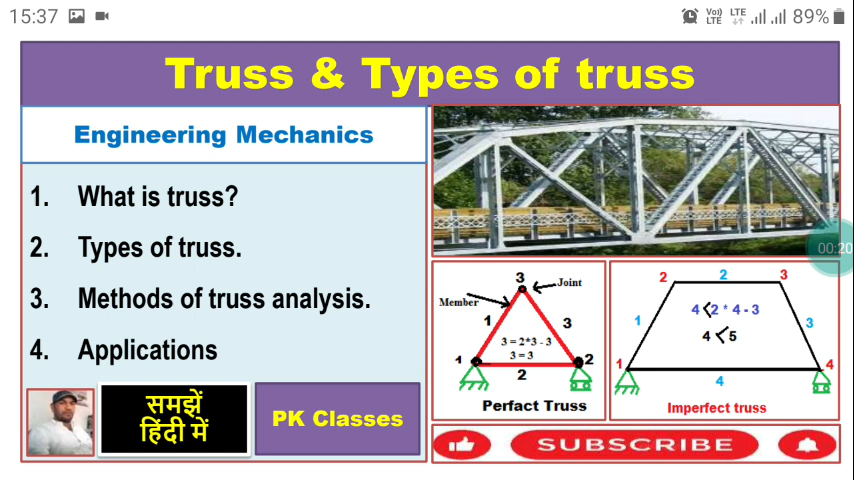 15:37
Vo)) LTE LTE 89%
Truss & Types of truss
Engineering Mechanics
1. What is truss?
2. Types of truss.
3. Methods of truss analysis.
4. Applications
समझें
हिंदी में
PK Classes
00:20
3
Joint
Member
1
3
3 = 2*3 - 3
3 = 3
1
2
2
Perfact Truss
2
2
3
4 < 2 * 4 - 3
1
3
4 < 5
1
4
4
Imperfect truss
SUBSCRIBE